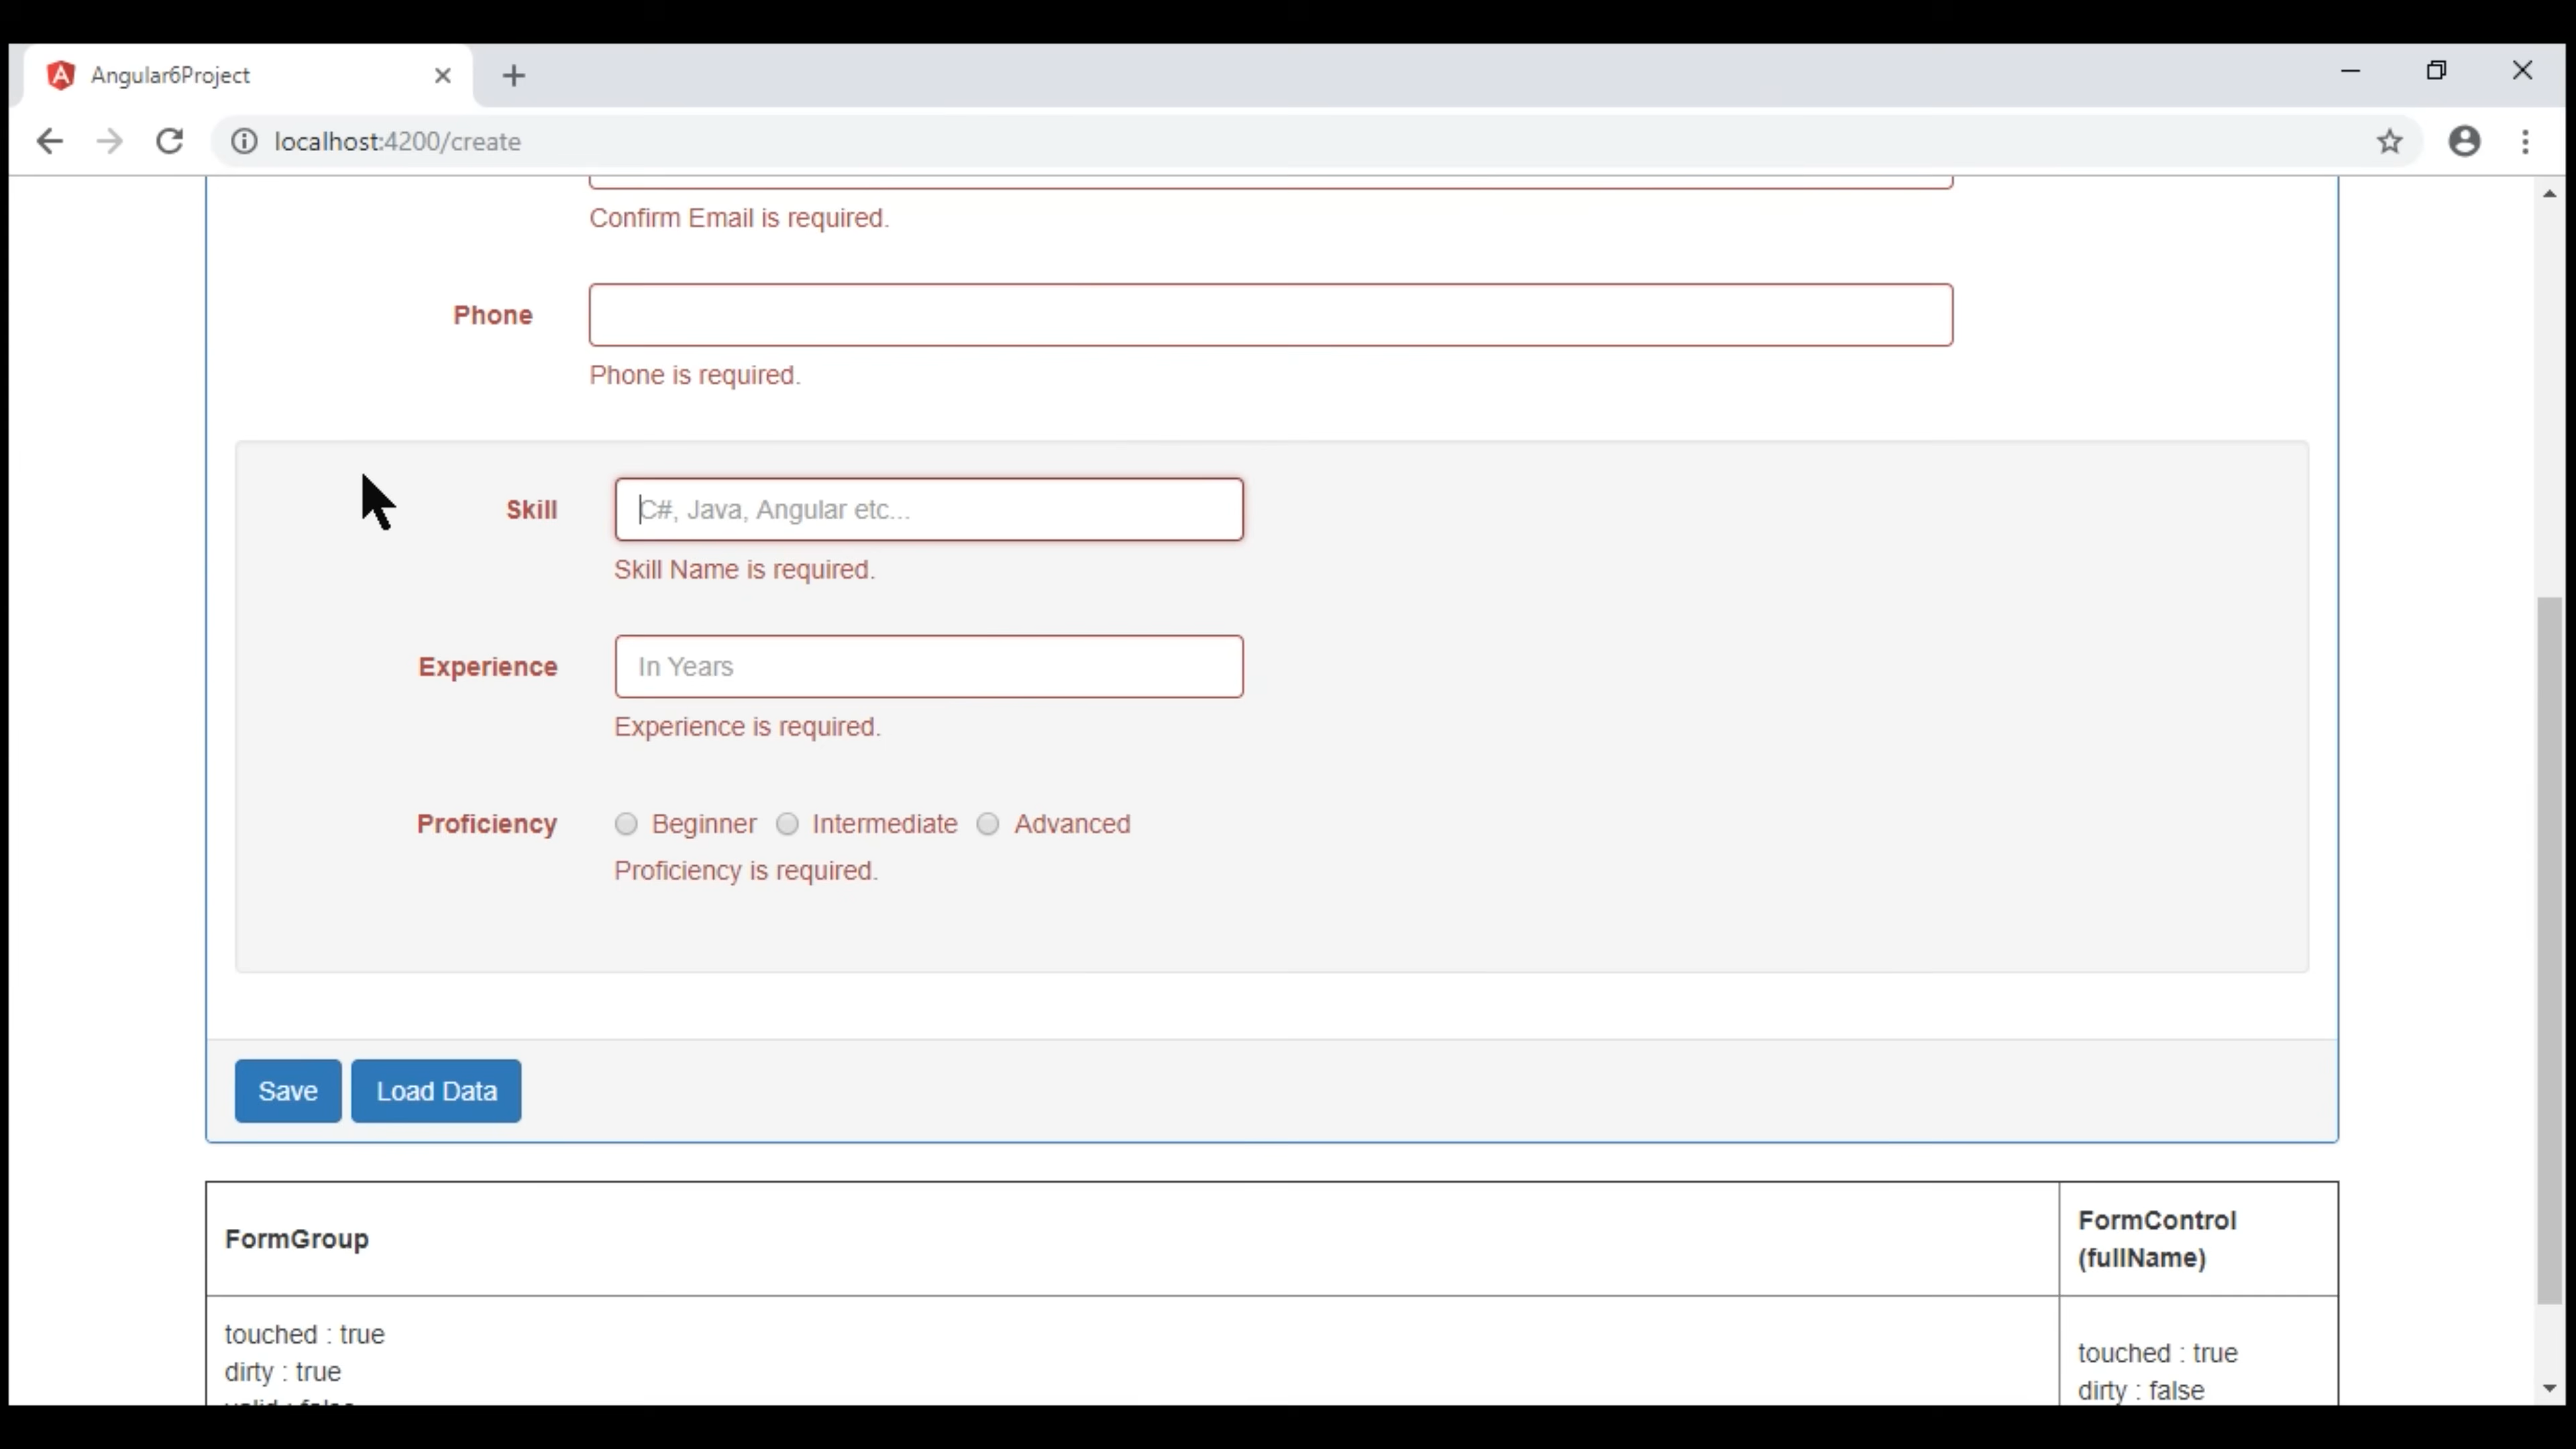 Angular6Project
localhost:4200/create
Confirm Email is required.
Phone
Phone is required.
Skill
C#, Java, Angular etc...
Skill Name is required.
Experience
In Years
Experience is required.
Proficiency
Beginner
Intermediate
Advanced
Proficiency is required.
Save
Load Data
FormGroup
FormControl
(fullName)
touched : true
dirty : true
valid : false
touched : true
dirty : false